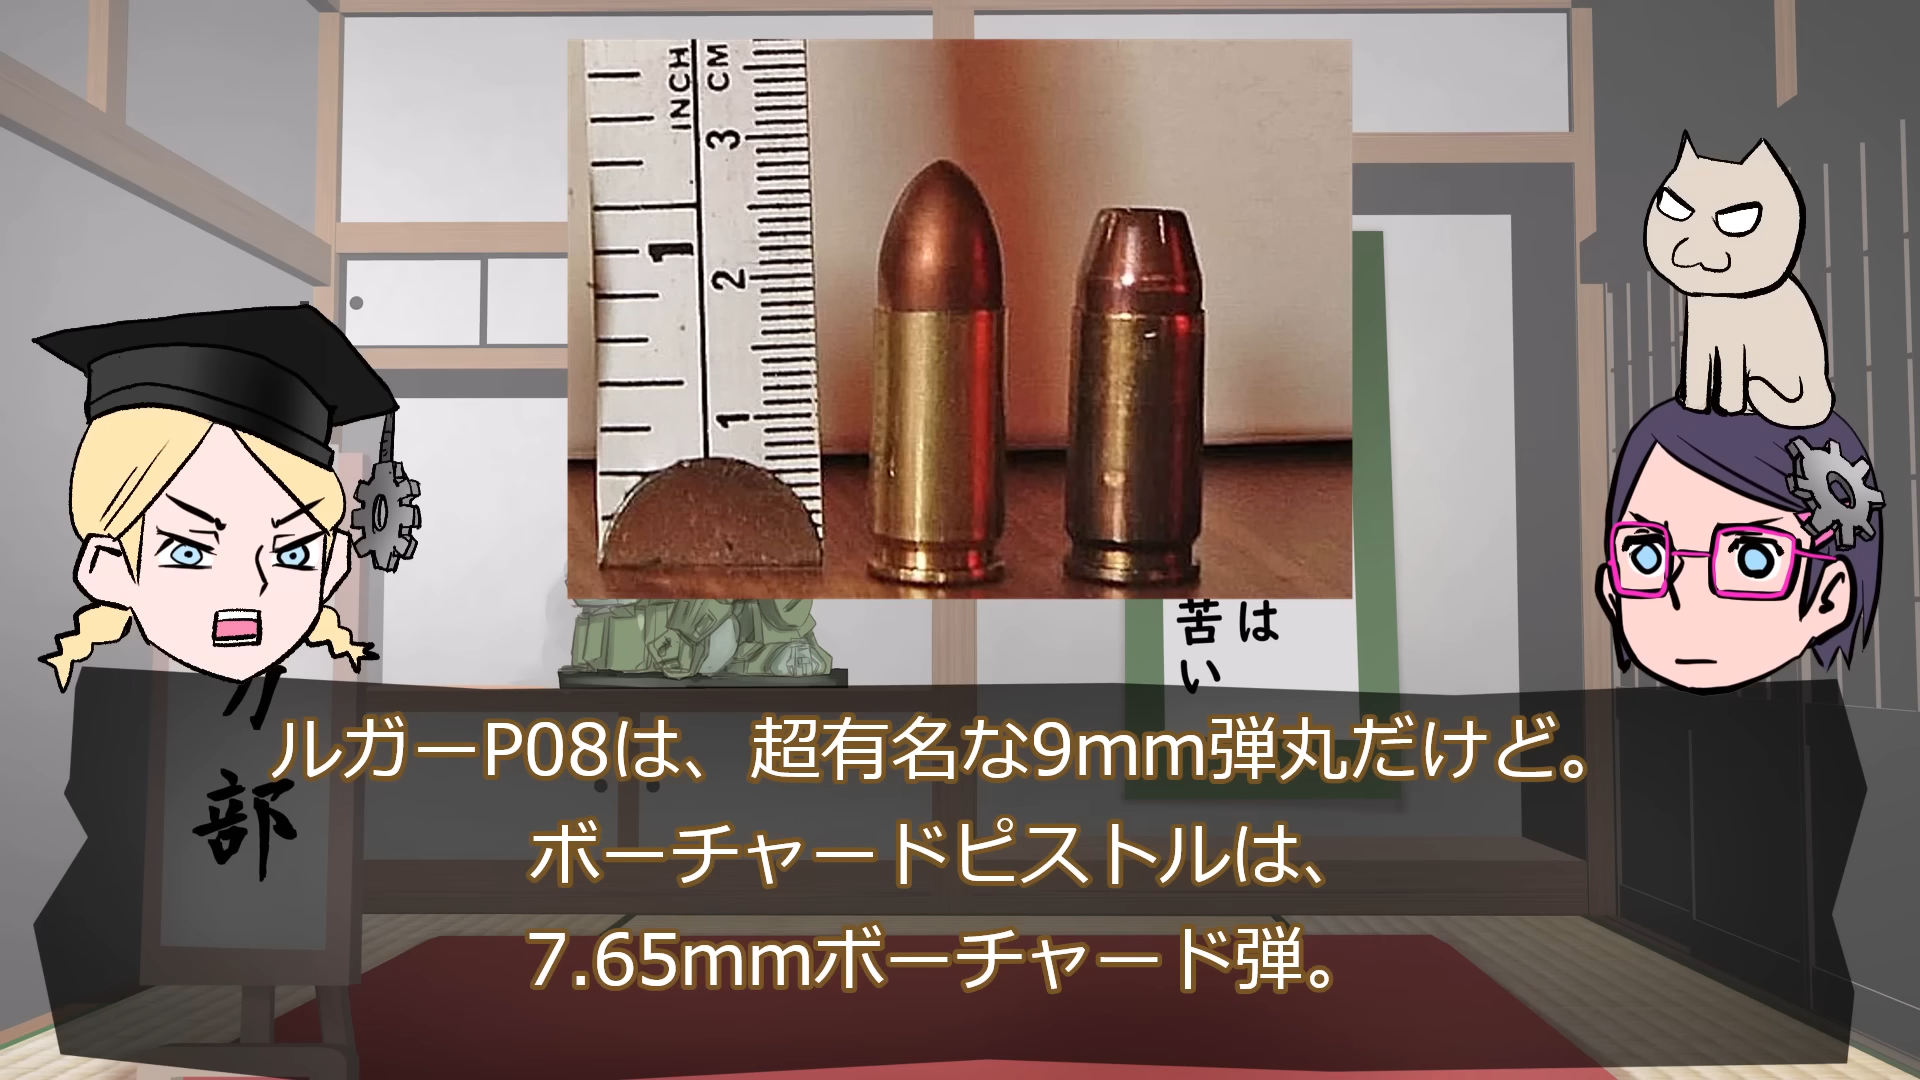 INCH
CM
3
1
2
1
は
苦い
部
ルガーP08は、超有名な9mm弾丸だけど。
ボーチャードピストルは、
7.65mmボーチャード弾。